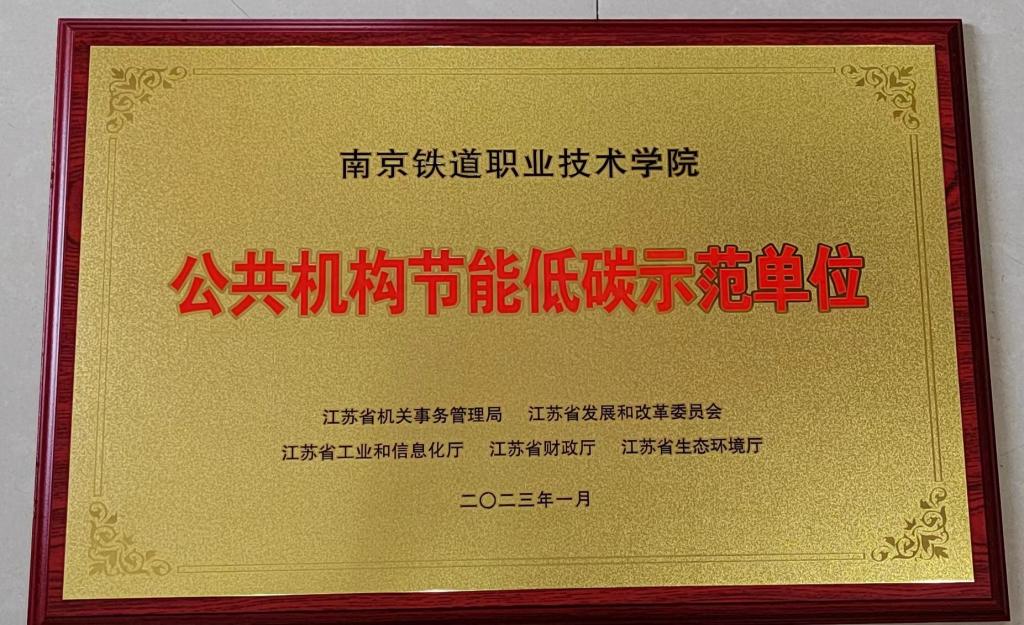 南京铁道职业技术学院
公共机构节能低碳示范单位
江苏省机关事务管理局 江苏省发展和改革委员会
江苏省工业和信息化厅 江苏省财政厅 江苏省生态环境厅
二〇二三年一月